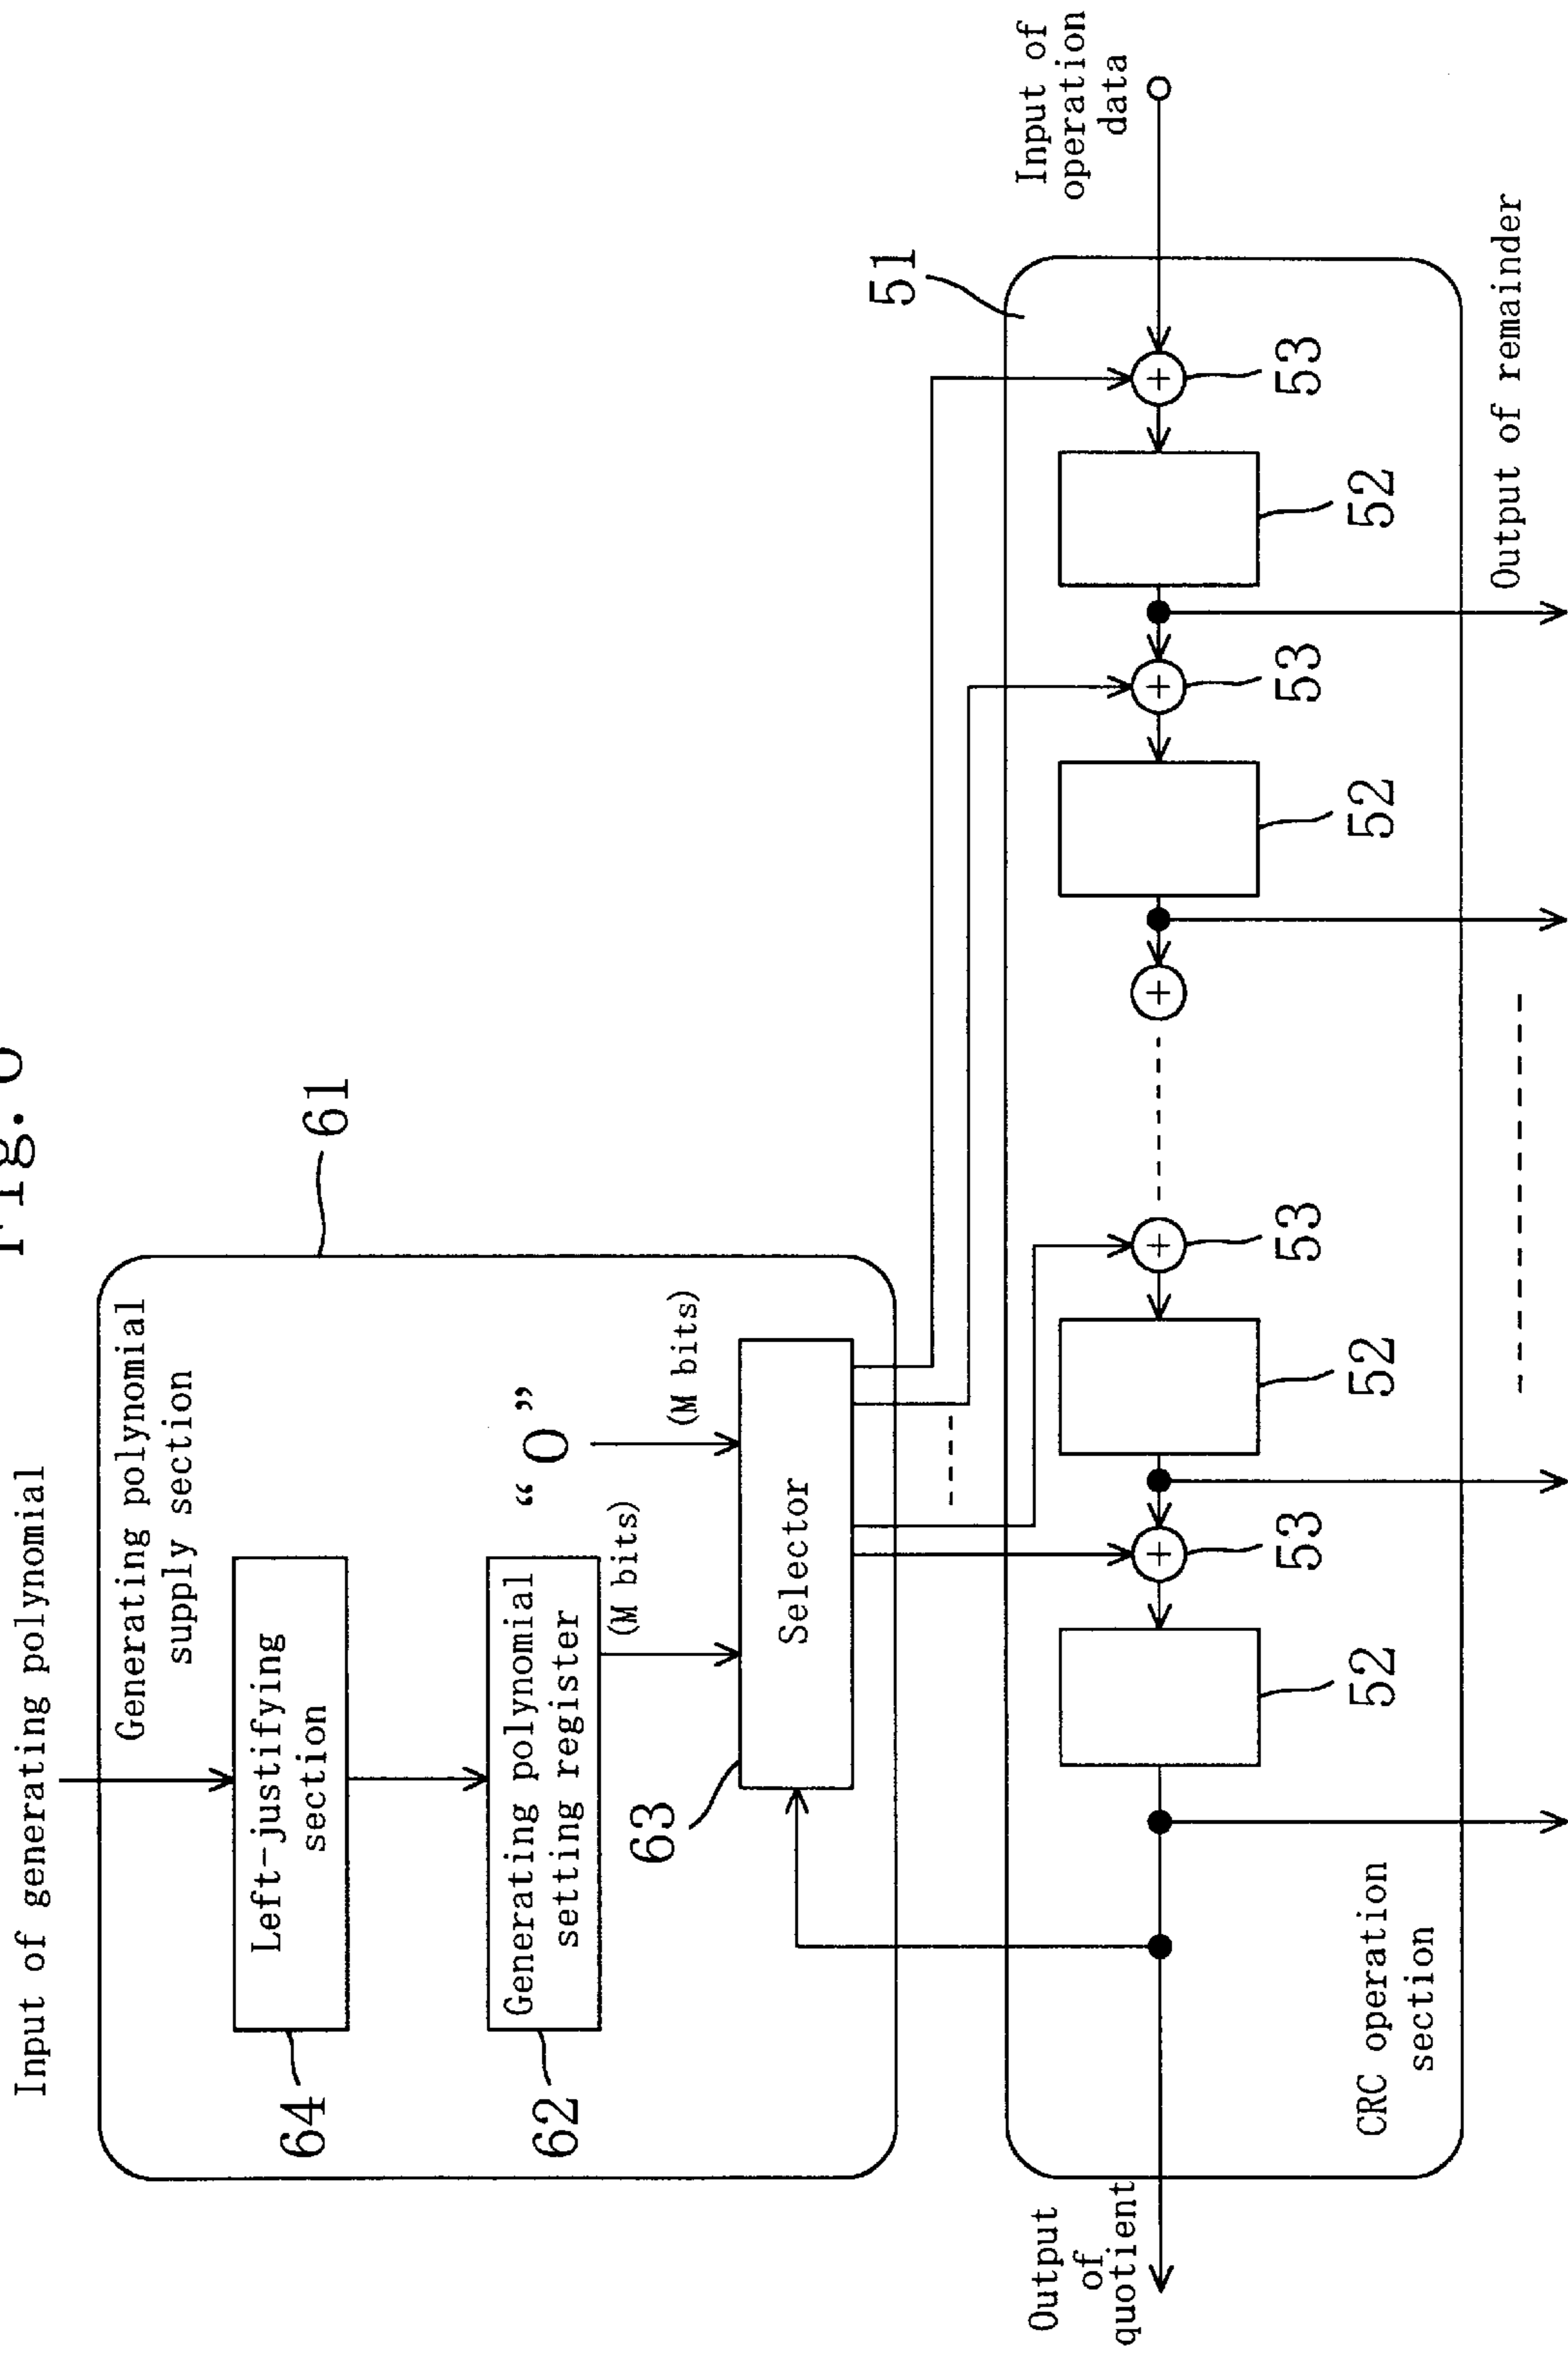 Fig.
Input of generating polynomial
Generating polynomial
supply section
61
64
Left-justifying
section
62
Generating polynomial
setting register
“0”
(M bits)
(M bits)
63
Selector
51
Input of
operation
data
Output
of
quotient
53
53
53
53
52
52
52
52
CRC operation
section
Output of remainder